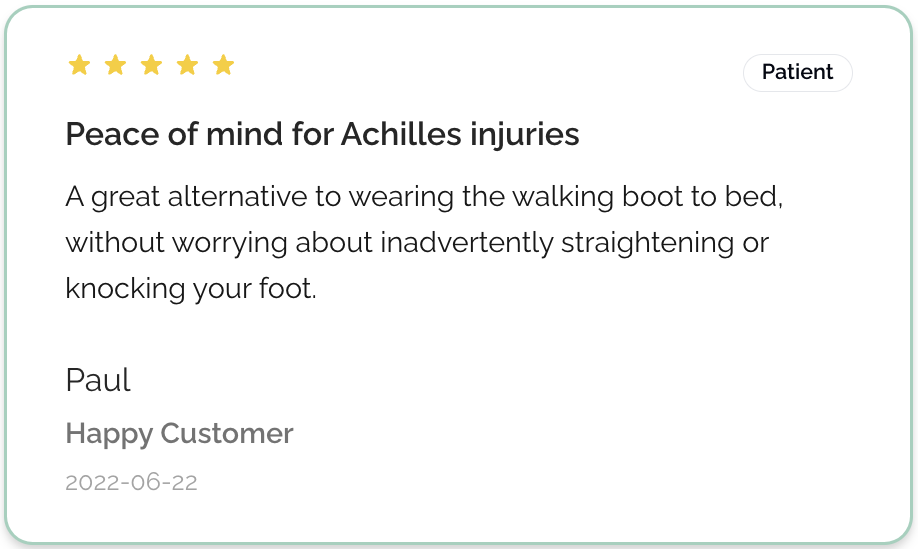 Patient
Peace of mind for Achilles injuries
A great alternative to wearing the walking boot to bed,
without worrying about inadvertently straightening or
knocking your foot.
Paul
Happy Customer
2022-06-22